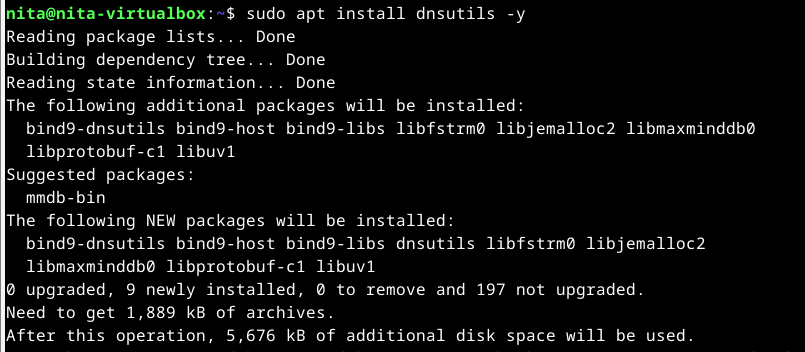 nita@nita-virtualbox:~$ sudo apt install dnsutils -y
Reading package lists... Done
Building dependency tree... Done
Reading state information... Done
The following additional packages will be installed:
  bind9-dnsutils bind9-host bind9-libs libfstrm0 libjemalloc2 libmaxminddb0
  libprotobuf-c1 libuv1
Suggested packages:
  mmdb-bin
The following NEW packages will be installed:
  bind9-dnsutils bind9-host bind9-libs dnsutils libfstrm0 libjemalloc2
  libmaxminddb0 libprotobuf-c1 libuv1
0 upgraded, 9 newly installed, 0 to remove and 197 not upgraded.
Need to get 1,889 kB of archives.
After this operation, 5,676 kB of additional disk space will be used.